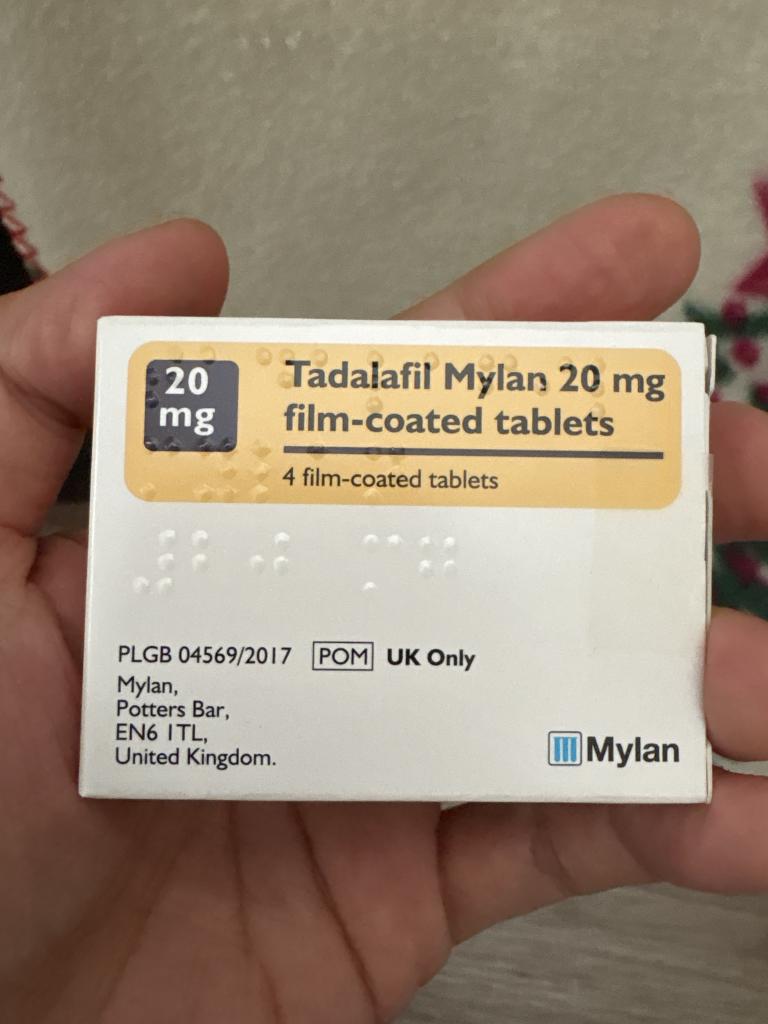 20
mg
Tadalafil Mylan 20 mg
film-coated tablets
4 film-coated tablets
PLGB 04569/2017 POM UK Only
Mylan,
Potters Bar,
EN6 1TL,
United Kingdom.
Mylan